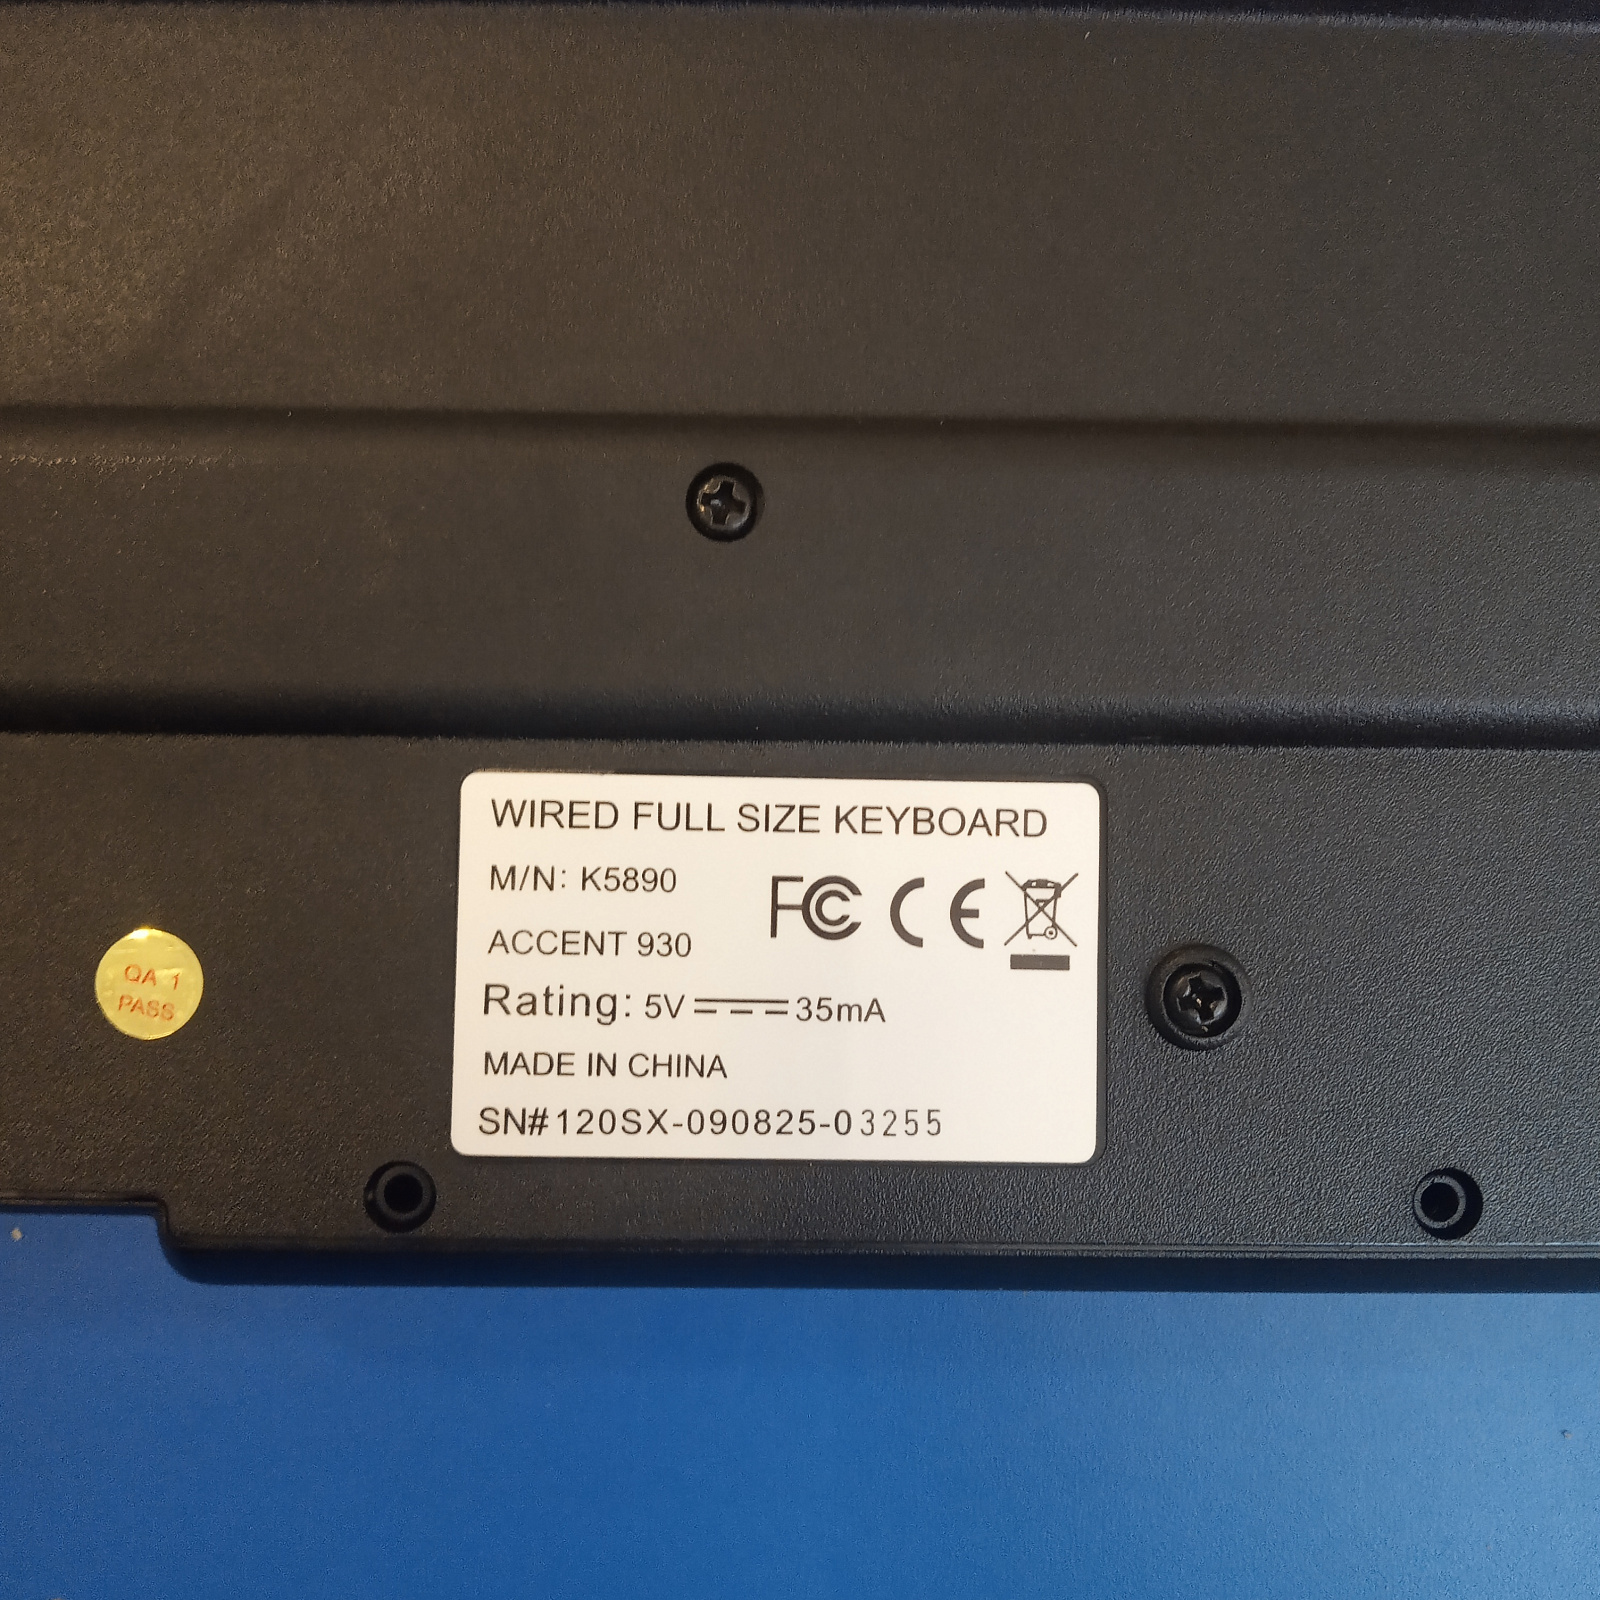 WIRED FULL SIZE KEYBOARD
M/N: K5890
FC CE
ACCENT 930
Rating: 5V 35mA
MADE IN CHINA
SN#120SX-090825-03255
QA 1
PASS